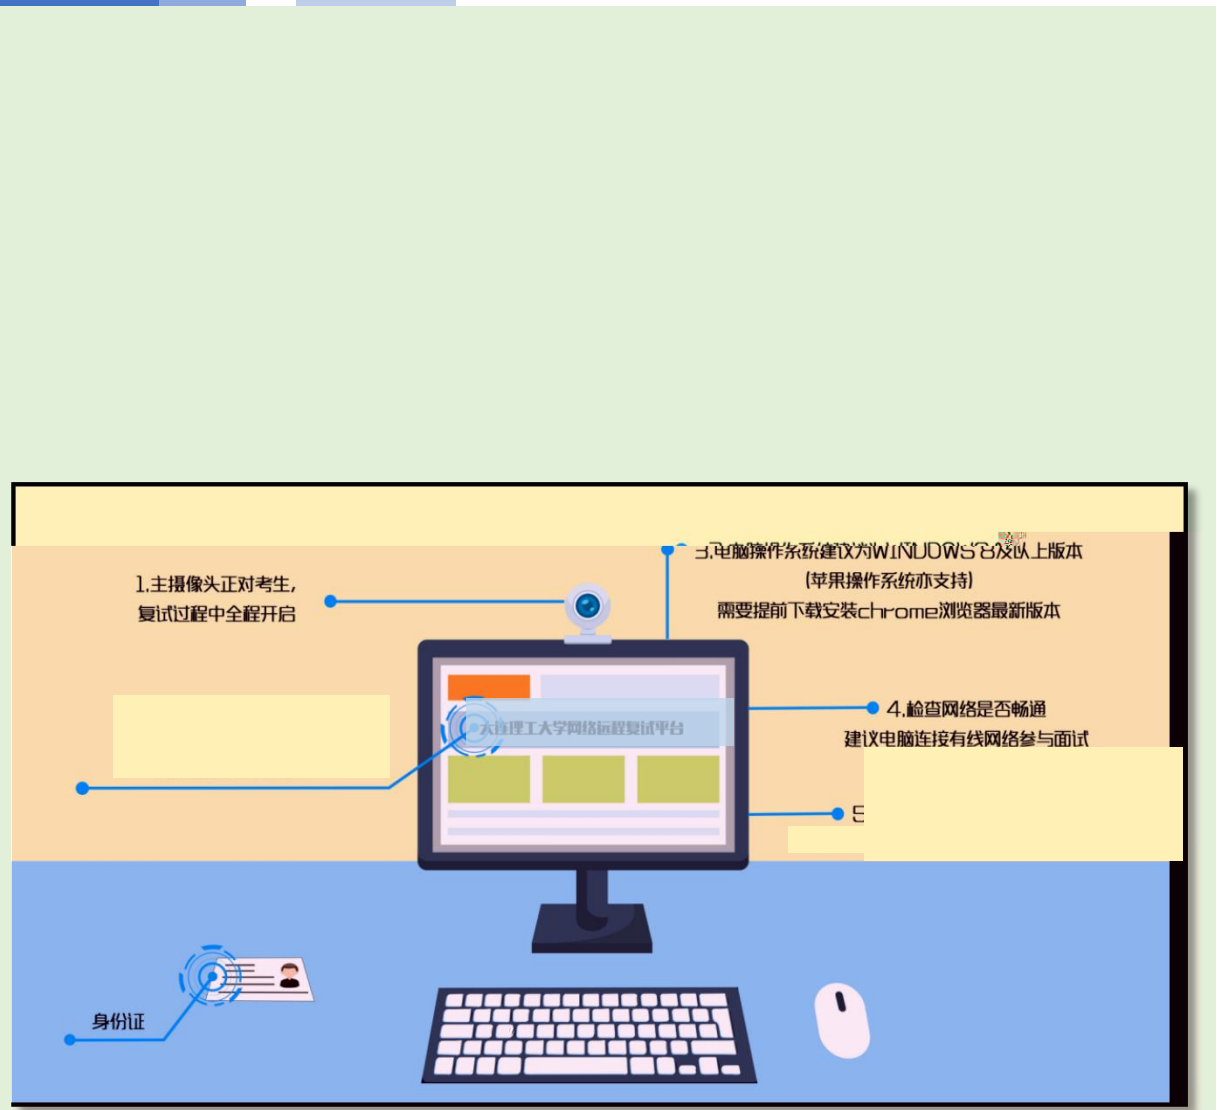 1.主摄像头正对考生,
复试过程中全程开启
3.电脑操作系统建议为WINDOWS 8及以上版本
(苹果操作系统亦支持)
需要提前下载安装chrome浏览器最新版本
大连理工大学网络远程复试平台
4.检查网络是否畅通
建议电脑连接有线网络参与面试
5
身份证